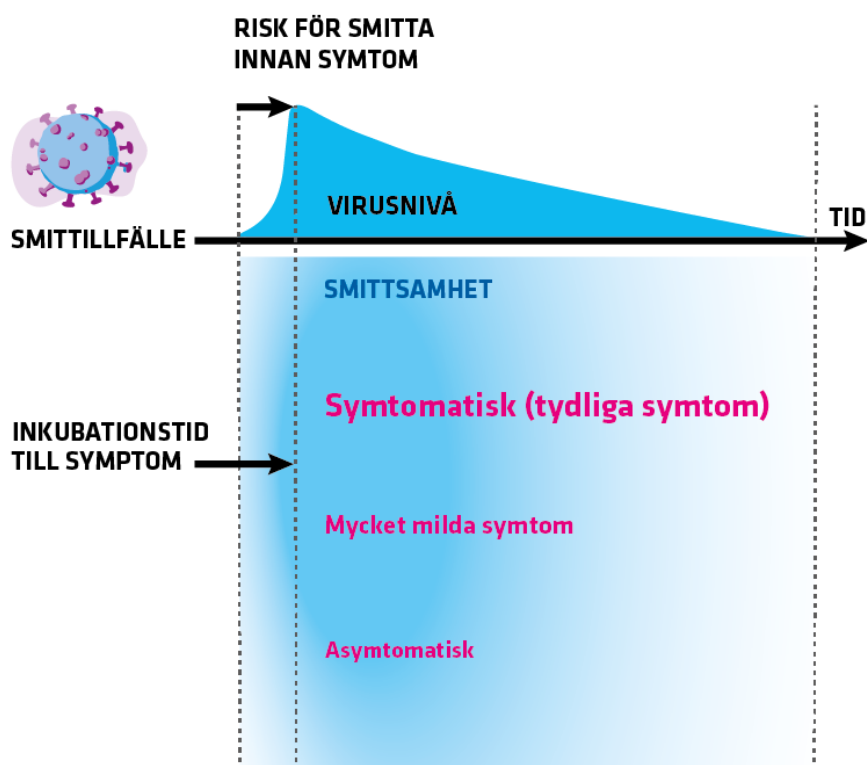 RISK FÖR SMITTA
INNAN SYMTOM
VIRUSNIVÅ
TID
SMITTILLFÄLLE
SMITTSAMHET
Symtomatisk (tydliga symtom)
INKUBATIONSTID
TILL SYMPTOM
Mycket milda symtom
Asymtomatisk